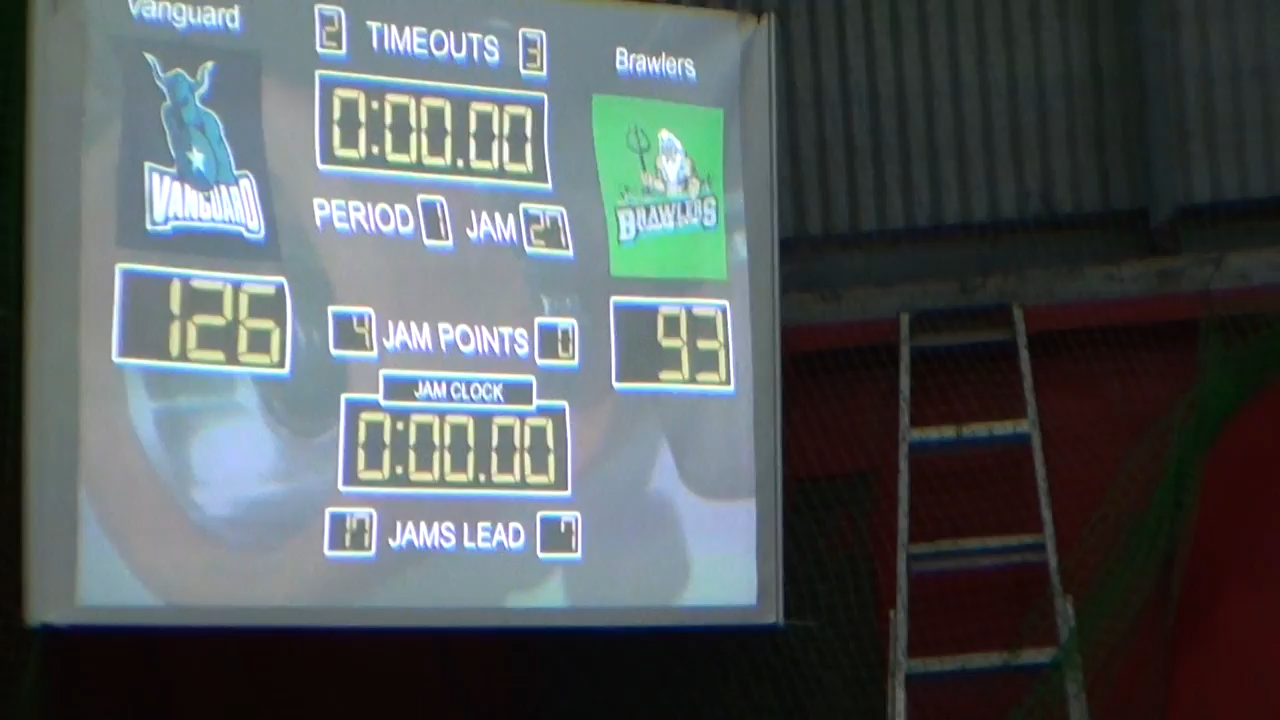 Vanguard
2 TIMEOUTS 3
Brawlers
0:00.00
VANGUARD
BRAWLERS
PERIOD 1 JAM 27
126
4 JAM POINTS 0
93
JAM CLOCK
0:00.00
17 JAMS LEAD 7